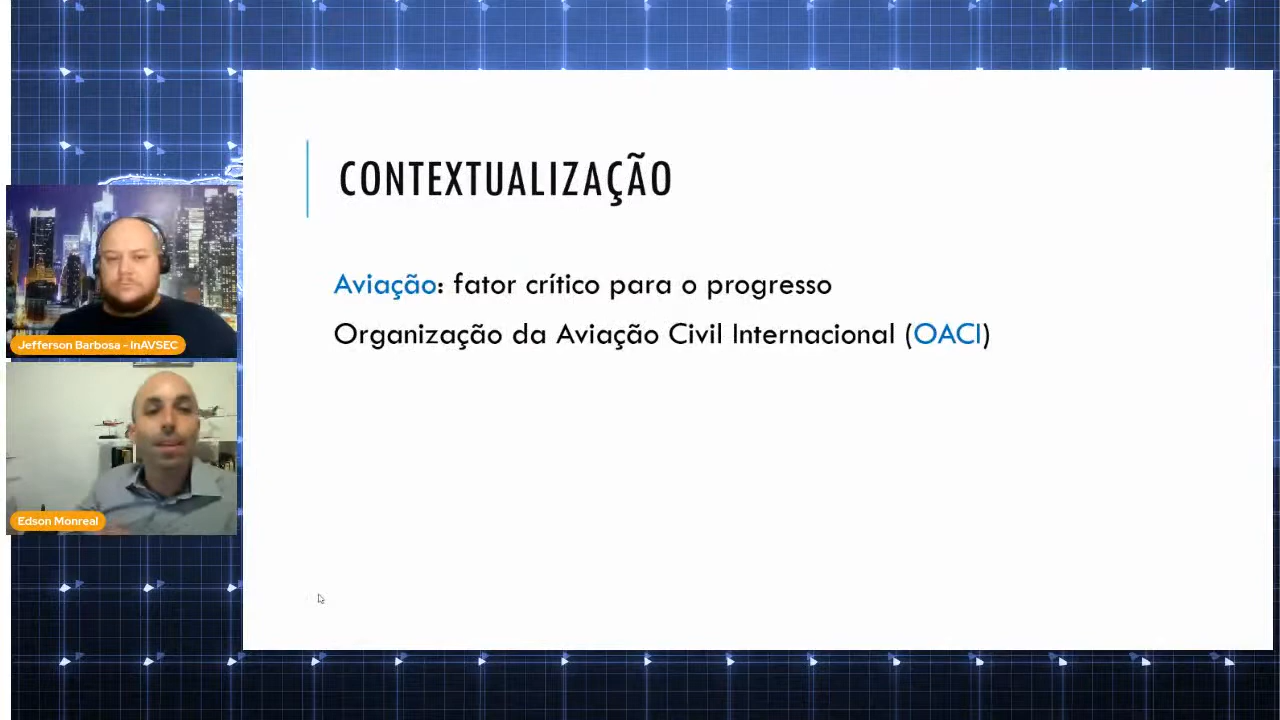 CONTEXTUALIZAÇÃO
Aviação: fator crítico para o progresso
Organização da Aviação Civil Internacional (OACI)
Jefferson Barbosa - InAVSEC
Edson Monreal